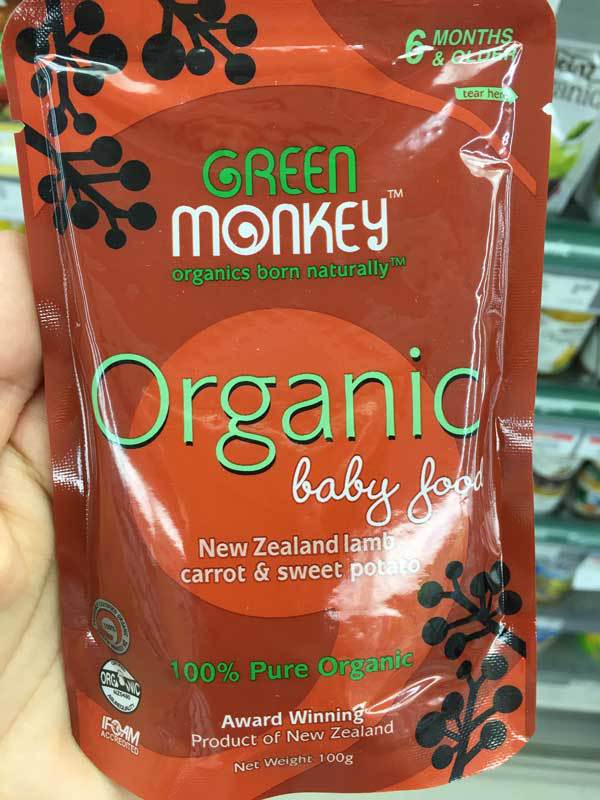 6 MONTHS
& OLDER
tear here
GREEN
MONKEY™
organics born naturally™
Organic
baby food
New Zealand lamb
carrot & sweet potato
100% Pure Organic
ORGANIC
IFOAM
ACCREDITED
Award Winning
Product of New Zealand
Net Weight 100g